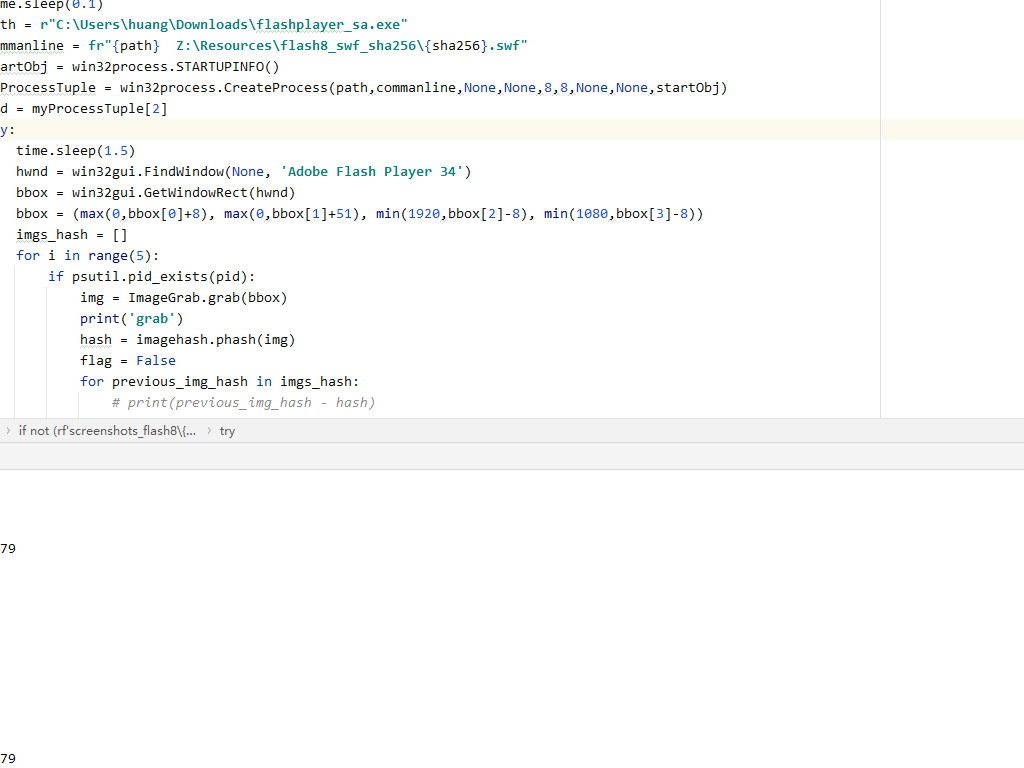 me.sleep(0.1)
th = r"C:\Users\huang\Downloads\flashplayer_sa.exe"
mmanline = fr"{path}  Z:\Resources\flash8_swf_sha256\{sha256}.swf"
artObj = win32process.STARTUPINFO()
ProcessTuple = win32process.CreateProcess(path,commanline,None,None,8,8,None,None,startObj)
d = myProcessTuple[2]
y:
time.sleep(1.5)
hwnd = win32gui.FindWindow(None, 'Adobe Flash Player 34')
bbox = win32gui.GetWindowRect(hwnd)
bbox = (max(0,bbox[0]+8), max(0,bbox[1]+51), min(1920,bbox[2]-8), min(1080,bbox[3]-8))
imgs_hash = []
for i in range(5):
if psutil.pid_exists(pid):
img = ImageGrab.grab(bbox)
print('grab')
hash = imagehash.phash(img)
flag = False
for previous_img_hash in imgs_hash:
# print(previous_img_hash - hash)
› if not (rf'screenshots_flash8\{... › try
79
79